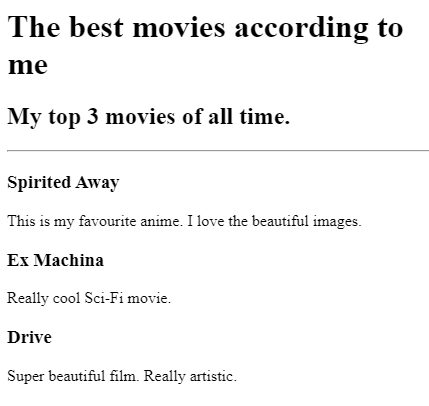 The best movies according to
me
My top 3 movies of all time.
Spirited Away
This is my favourite anime. I love the beautiful images.
Ex Machina
Really cool Sci-Fi movie.
Drive
Super beautiful film. Really artistic.